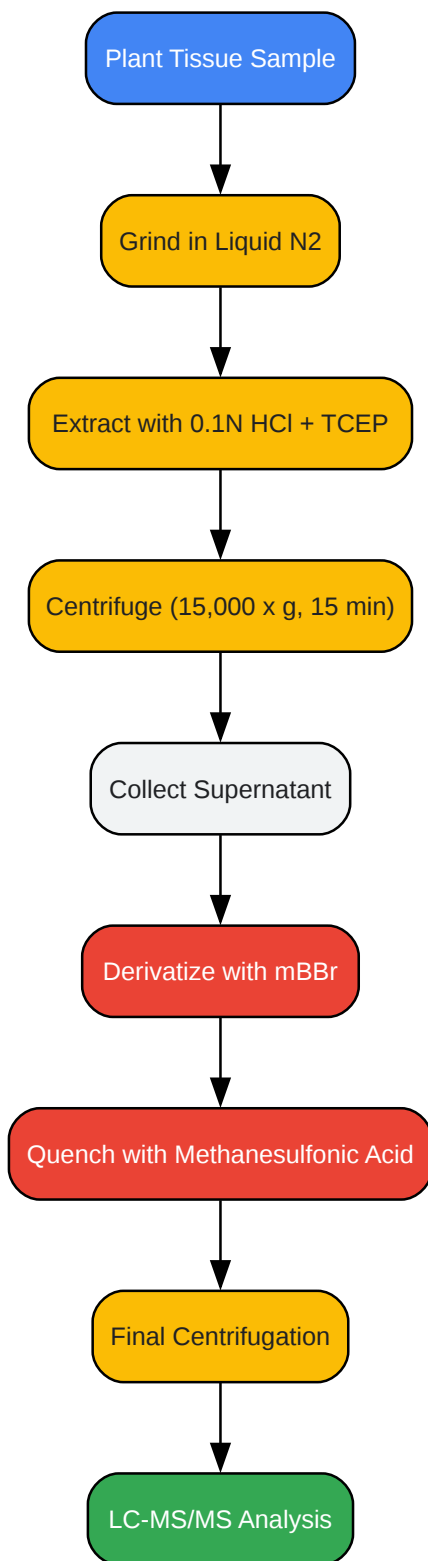 Plant Tissue Sample
Grind in Liquid N2
Extract with 0.1N HCl + TCEP
Centrifuge (15,000 x g, 15 min)
Collect Supernatant
Derivatize with mBBr
Quench with Methanesulfonic Acid
Final Centrifugation
LC-MS/MS Analysis